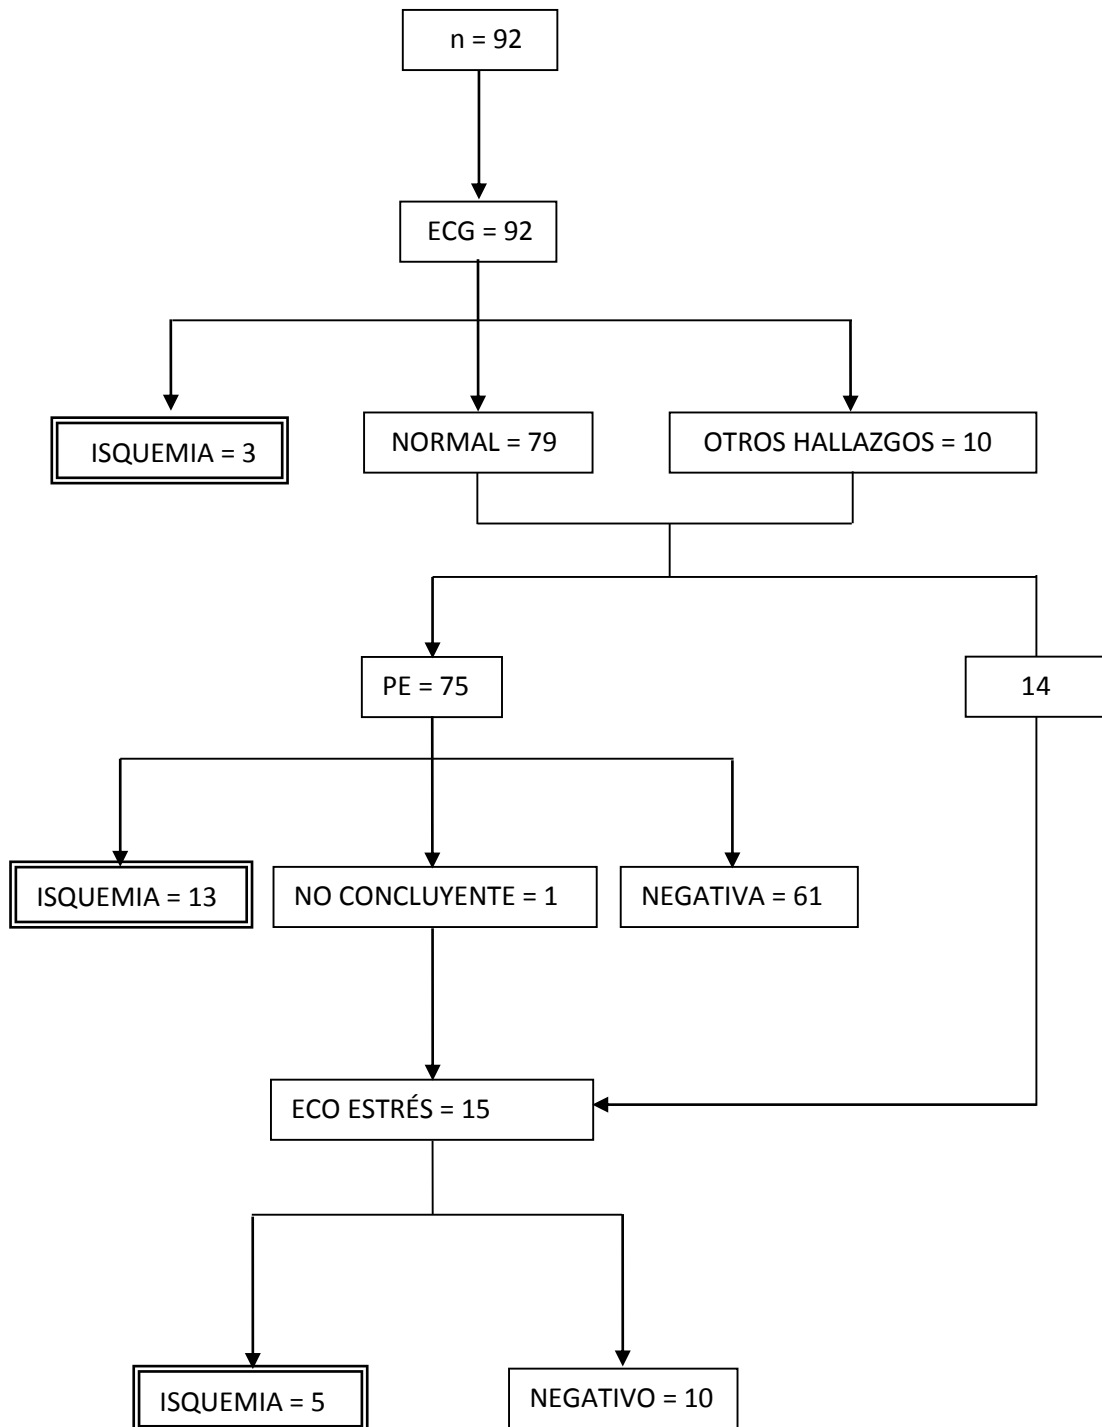 n = 92
ECG = 92
ISQUEMIA = 3
NORMAL = 79
OTROS HALLAZGOS = 10
PE = 75
14
ISQUEMIA = 13
NO CONCLUYENTE = 1
NEGATIVA = 61
ECO ESTRÉS = 15
ISQUEMIA = 5
NEGATIVO = 10